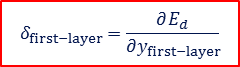 δ_first−layer = ∂E_d / ∂y_first−layer